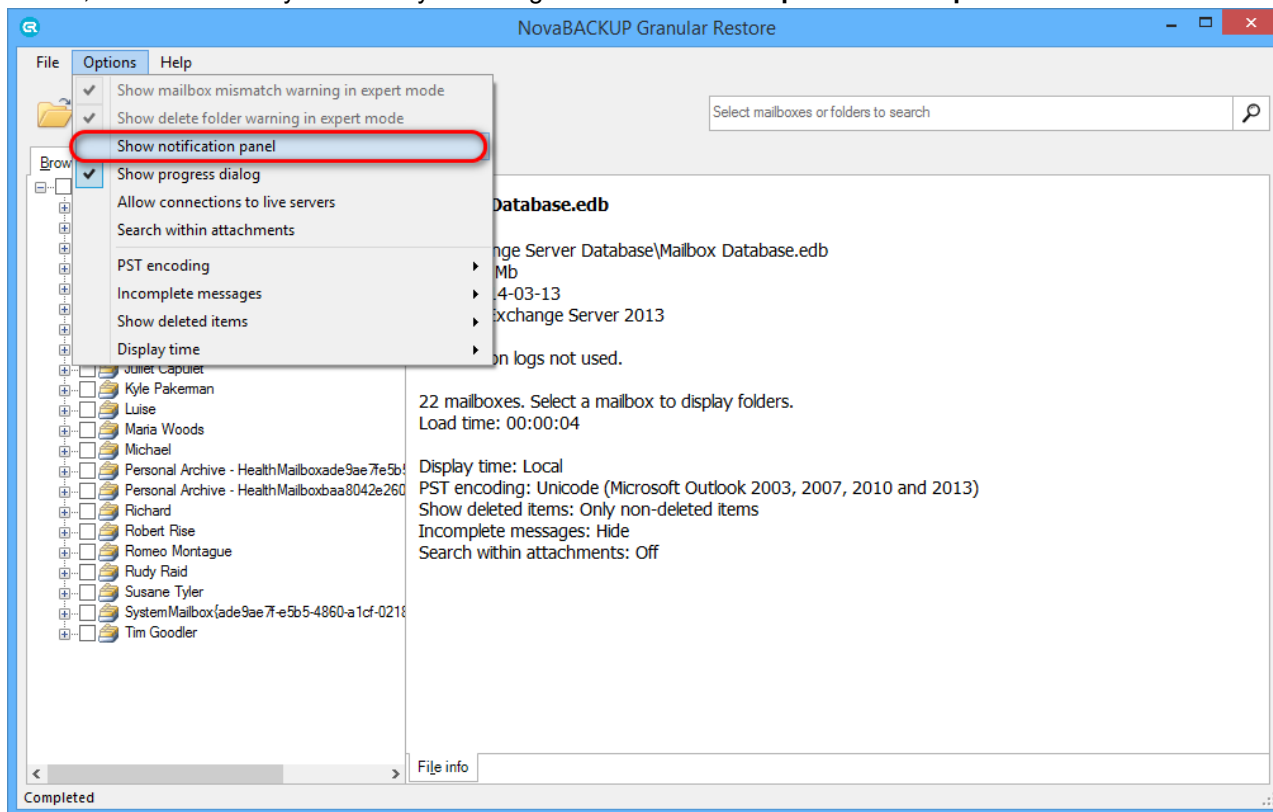 NovaBACKUP Granular Restore
File Options Help
Show mailbox mismatch warning in expert mode
Show delete folder warning in expert mode
Show notification panel
Show progress dialog
Allow connections to live servers
Search within attachments
PST encoding
Incomplete messages
Show deleted items
Display time
Select mailboxes or folders to search
Brow
Juliet Capulet
Kyle Pakerman
Luise
Maria Woods
Michael
Personal Archive - HealthMailboxade9ae7fe5b5
Personal Archive - HealthMailboxbaa8042e260
Richard
Robert Rise
Romeo Montague
Rudy Raid
Susane Tyler
SystemMailbox{ade9ae7f-e5b5-4860-a1cf-0218
Tim Goodler
Database.edb
nge Server Database\Mailbox Database.edb
Mb
4-03-13
xchange Server 2013
on logs not used.
22 mailboxes. Select a mailbox to display folders.
Load time: 00:00:04
Display time: Local
PST encoding: Unicode (Microsoft Outlook 2003, 2007, 2010 and 2013)
Show deleted items: Only non-deleted items
Incomplete messages: Hide
Search within attachments: Off
File info
Completed